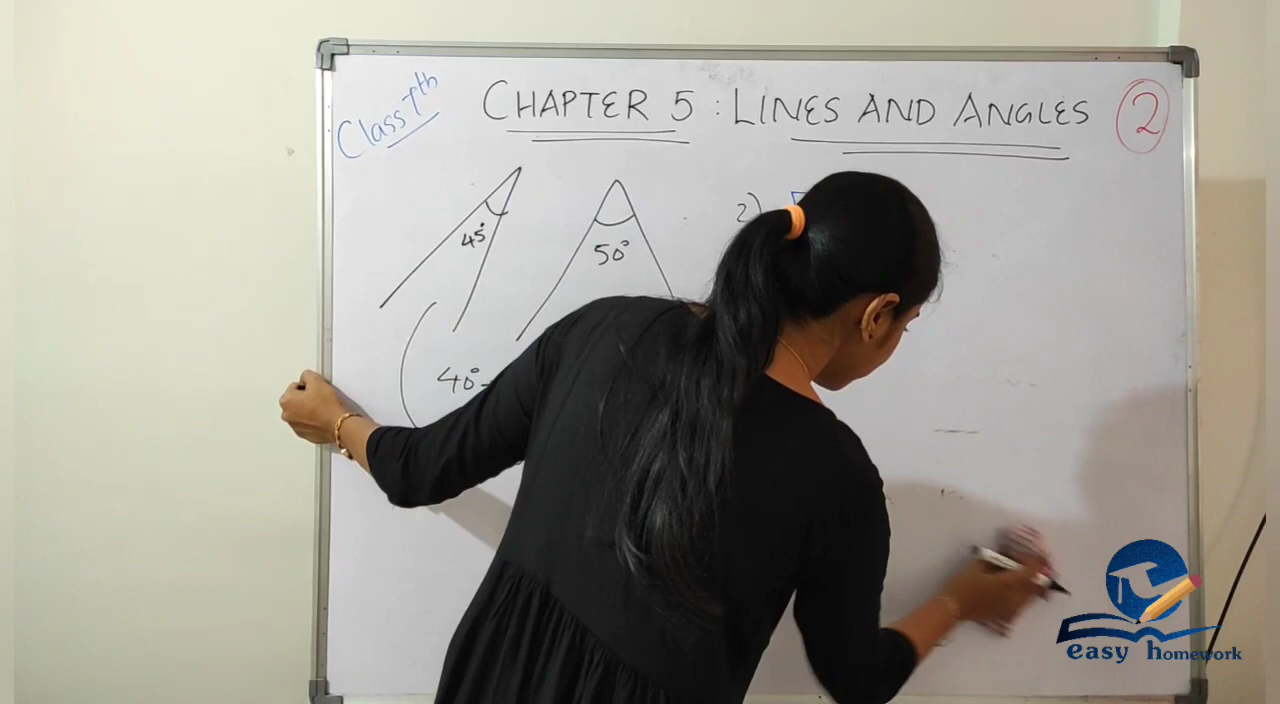 Class 7th
CHAPTER 5 : LINES AND ANGLES
2
45°
50°
2)
40°-
easy homework